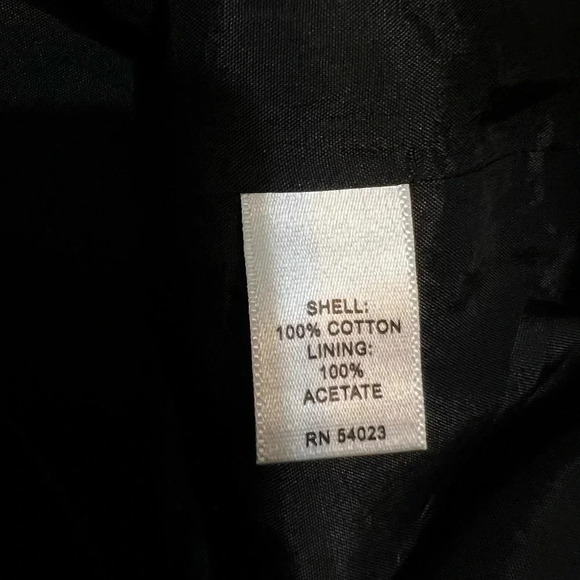 SHELL:
100% COTTON
LINING:
100%
ACETATE
RN 54023